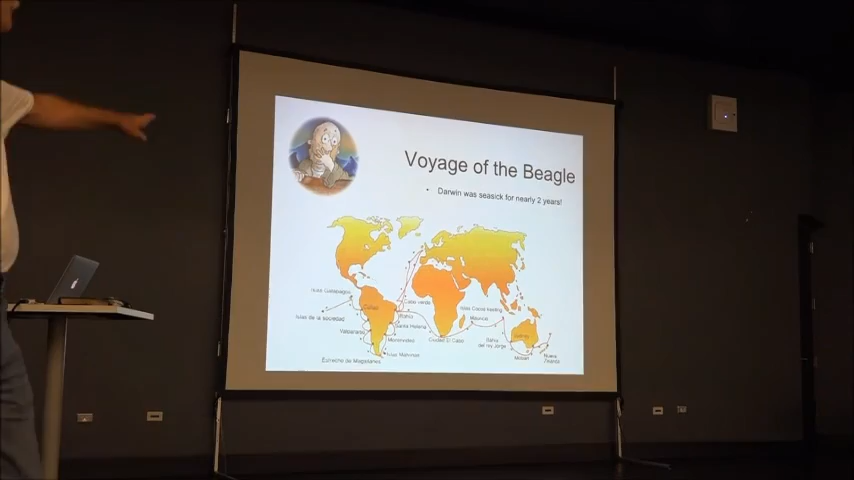 Voyage of the Beagle
• Darwin was seasick for nearly 2 years!
Islas Galapagos
Callao
Cabo verde
Islas Cocos Keeling
Islas de la sociedad
Bahia
Mauricio
Santa Helena
Valparaiso
Montevideo
Ciudad El Cabo
Bahia
del rey Jorge
Sidney
Islas Malvinas
Hobart
Nueva
Zelanda
Estrecho de Magallanes